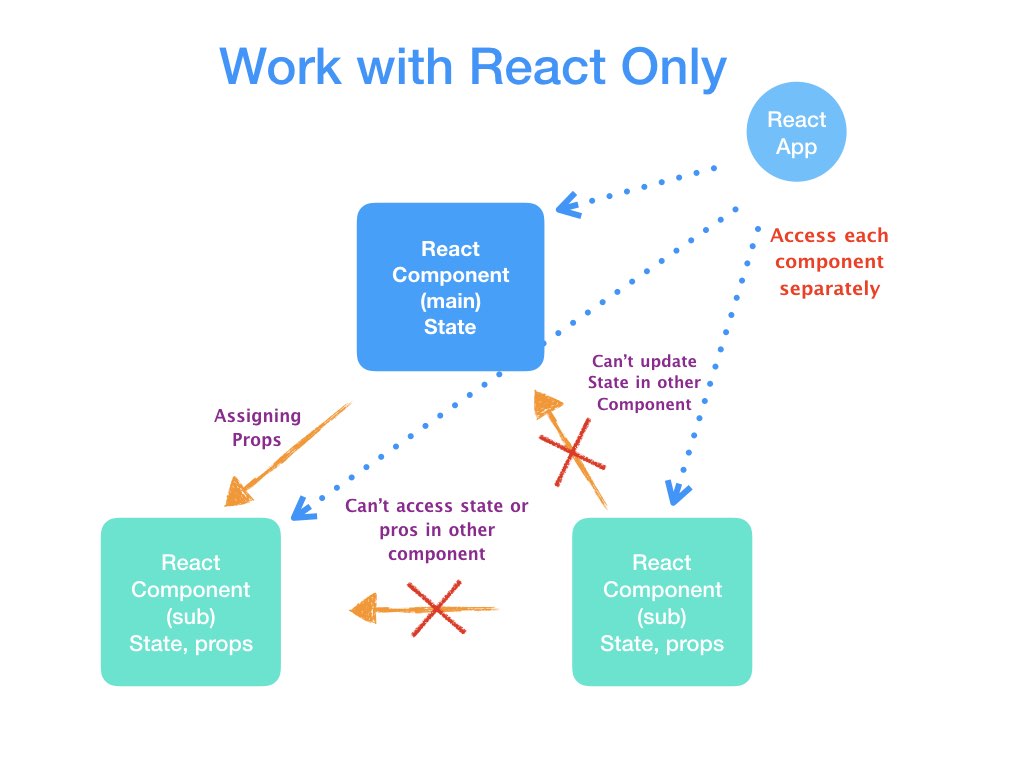 Work with React Only
React
App
Access each
component
separately
React
Component
(main)
State
Can’t update
State in other
Component
Assigning
Props
Can’t access state or
pros in other
component
React
Component
(sub)
State, props
React
Component
(sub)
State, props